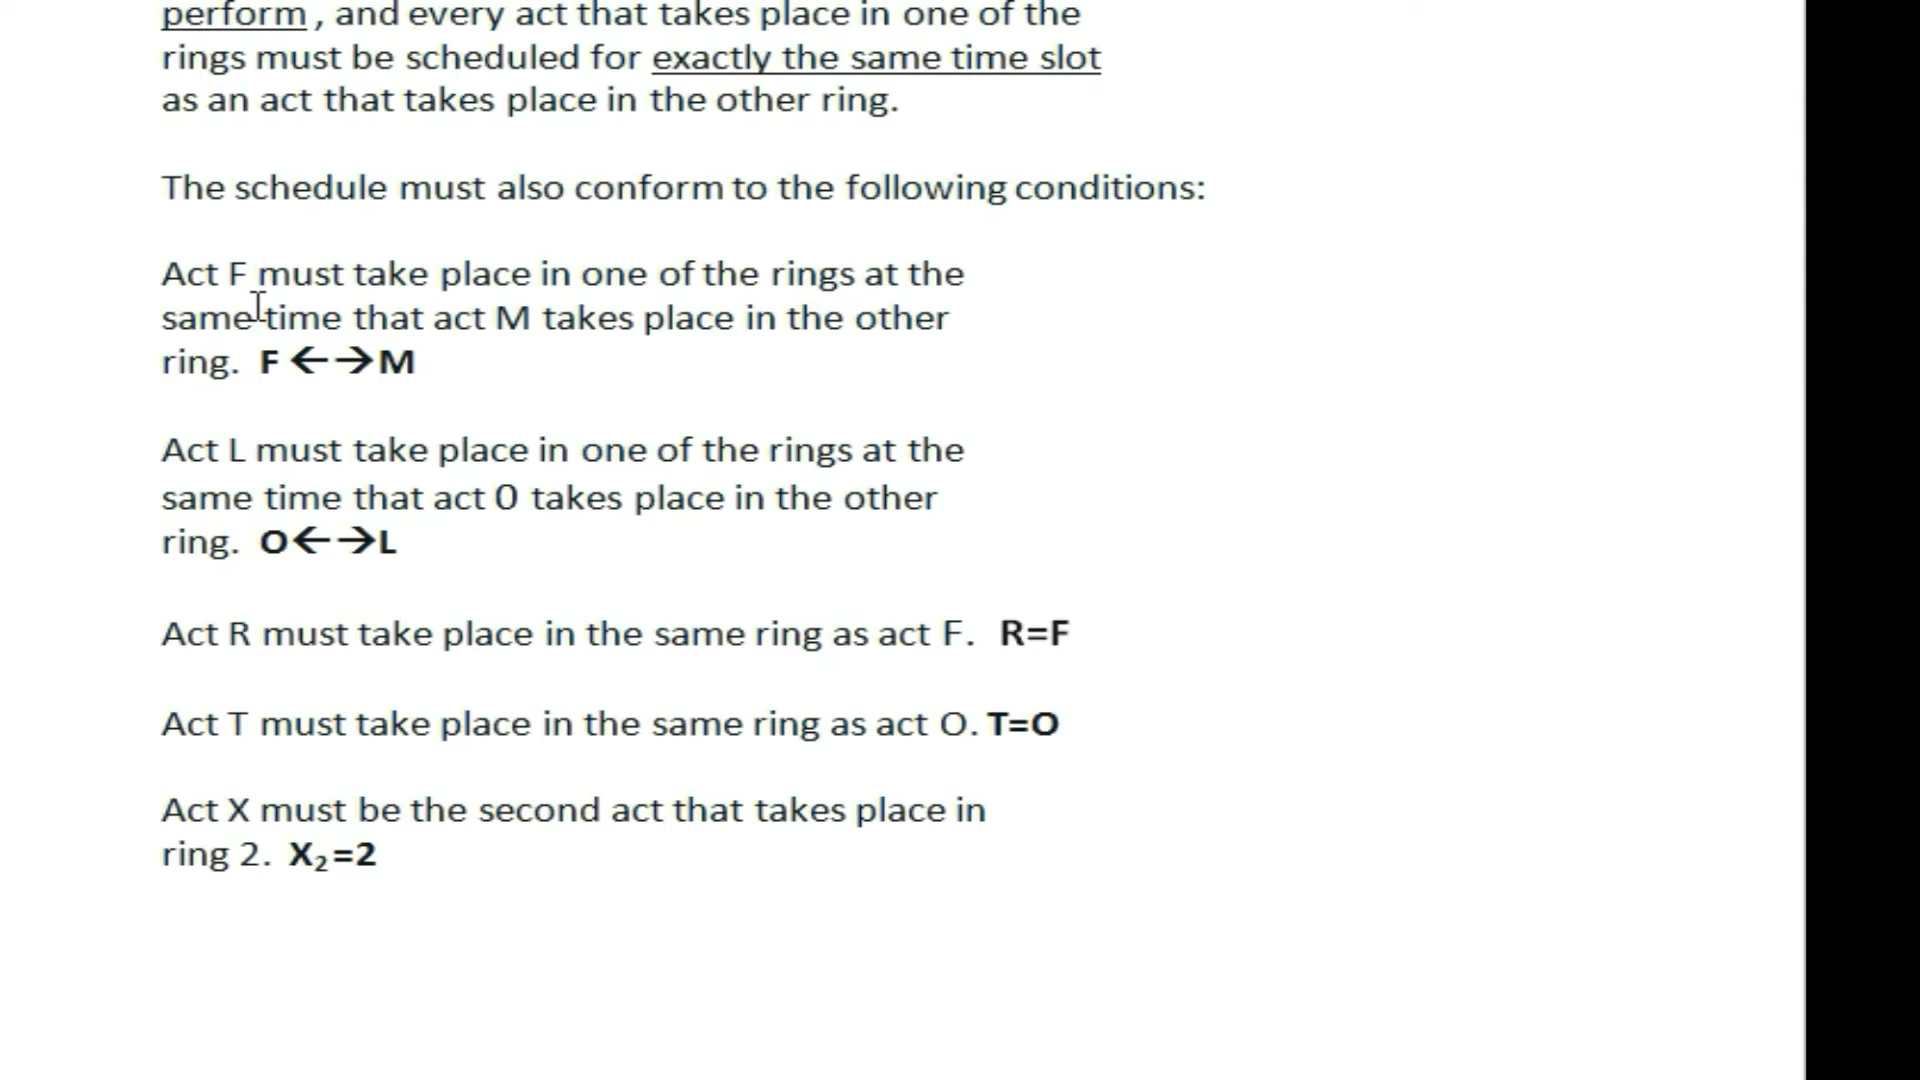 perform , and every act that takes place in one of the
rings must be scheduled for exactly the same time slot
as an act that takes place in the other ring.
The schedule must also conform to the following conditions:
Act F must take place in one of the rings at the
same time that act M takes place in the other
ring. F ←→M
Act L must take place in one of the rings at the
same time that act 0 takes place in the other
ring. O←→L
Act R must take place in the same ring as act F. R=F
Act T must take place in the same ring as act O. T=O
Act X must be the second act that takes place in
ring 2. X₂=2